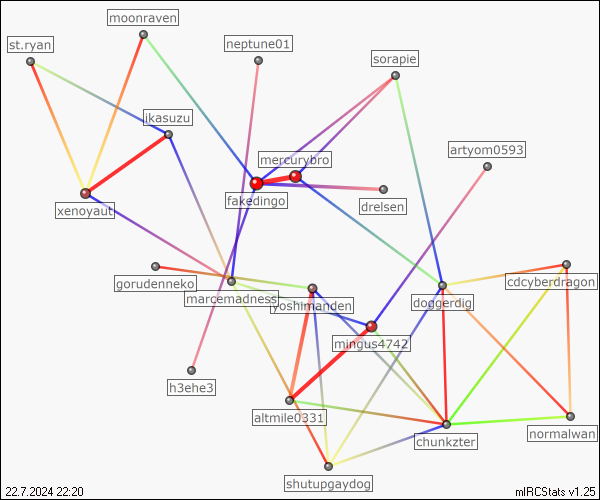 moonraven
st.ryan
neptune01
sorapie
ikasuzu
artyom0593
mercurybro
fakedingo
xenoyaut
drelsen
gorudenneko
cdcyberdragon
marcemadness
yoshimanden
doggerdig
mingus4742
h3ehe3
altmile0331
normalwan
chunkzter
shutupgaydog
22.7.2024 22:20
mIRCStats v1.25